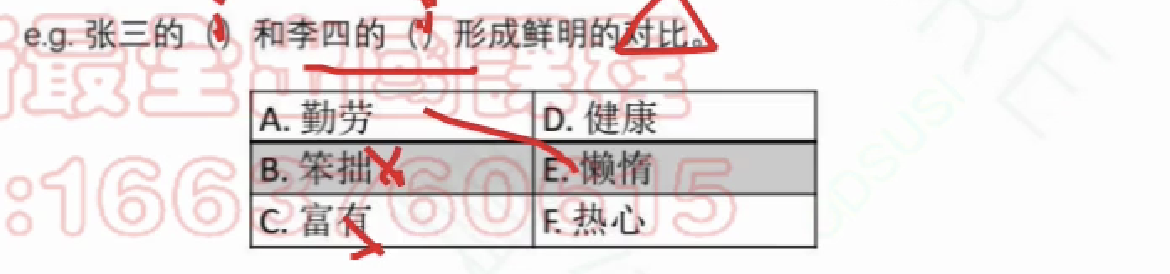 e.g. 张三的（）和李四的（）形成鲜明的对比。
A. 勤劳 D. 健康
B. 笨拙 E. 懒惰
C. 富有 F. 热心